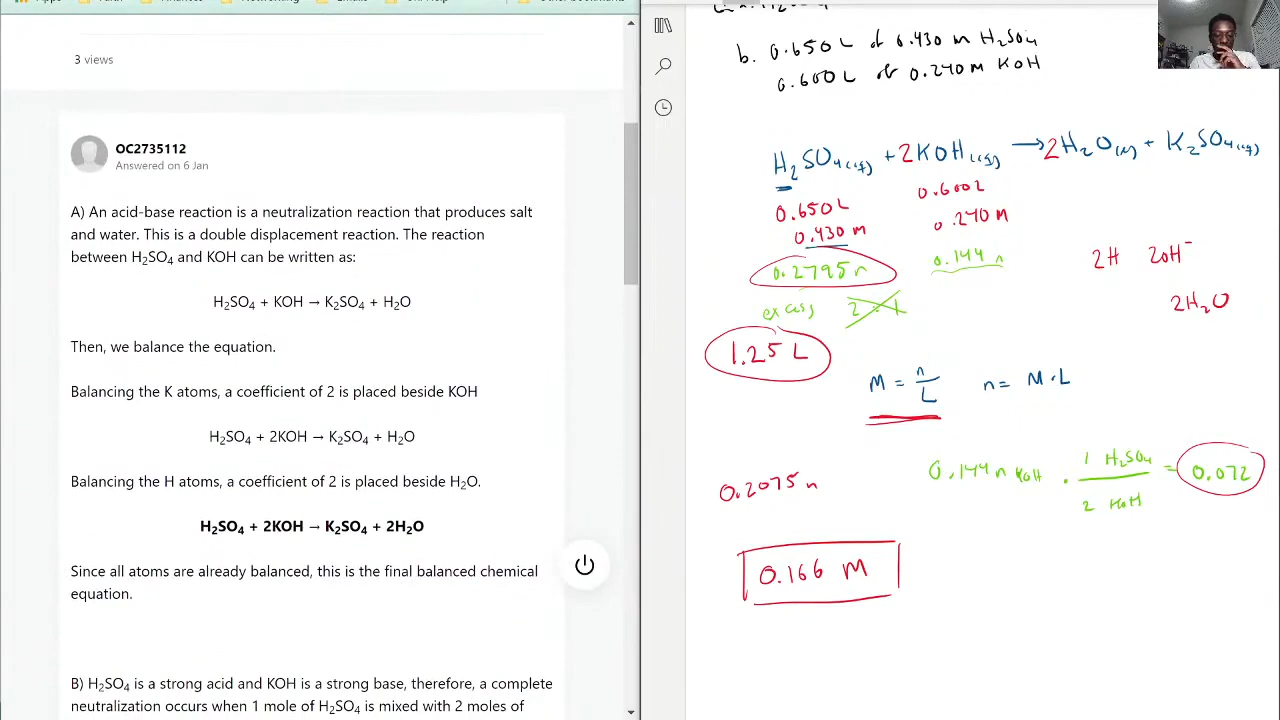 3 views
OC2735112
Answered on 6 Jan
A) An acid-base reaction is a neutralization reaction that produces salt
and water. This is a double displacement reaction. The reaction
between H₂SO₄ and KOH can be written as:
H₂SO₄ + KOH → K₂SO₄ + H₂O
Then, we balance the equation.
Balancing the K atoms, a coefficient of 2 is placed beside KOH
H₂SO₄ + 2KOH → K₂SO₄ + H₂O
Balancing the H atoms, a coefficient of 2 is placed beside H₂O.
H₂SO₄ + 2KOH → K₂SO₄ + 2H₂O
Since all atoms are already balanced, this is the final balanced chemical
equation.
B) H₂SO₄ is a strong acid and KOH is a strong base, therefore, a complete
neutralization occurs when 1 mole of H₂SO₄ is mixed with 2 moles of
b. 0.650L of 0.430 M H₂SO₄
0.600L of 0.240M KOH
H₂SO₄(aq) + 2KOH(aq) → 2H₂O(l) + K₂SO₄(aq)
0.650L 0.600L
0.430 M 0.240 M
0.2795 n 0.144 n 2H 2OH⁻
excess 2H₂O
1.25 L
M = n/L n = M·L
0.144 n KOH · 1 H₂SO₄ / 2 KOH = 0.072
0.2075 n
0.166 M